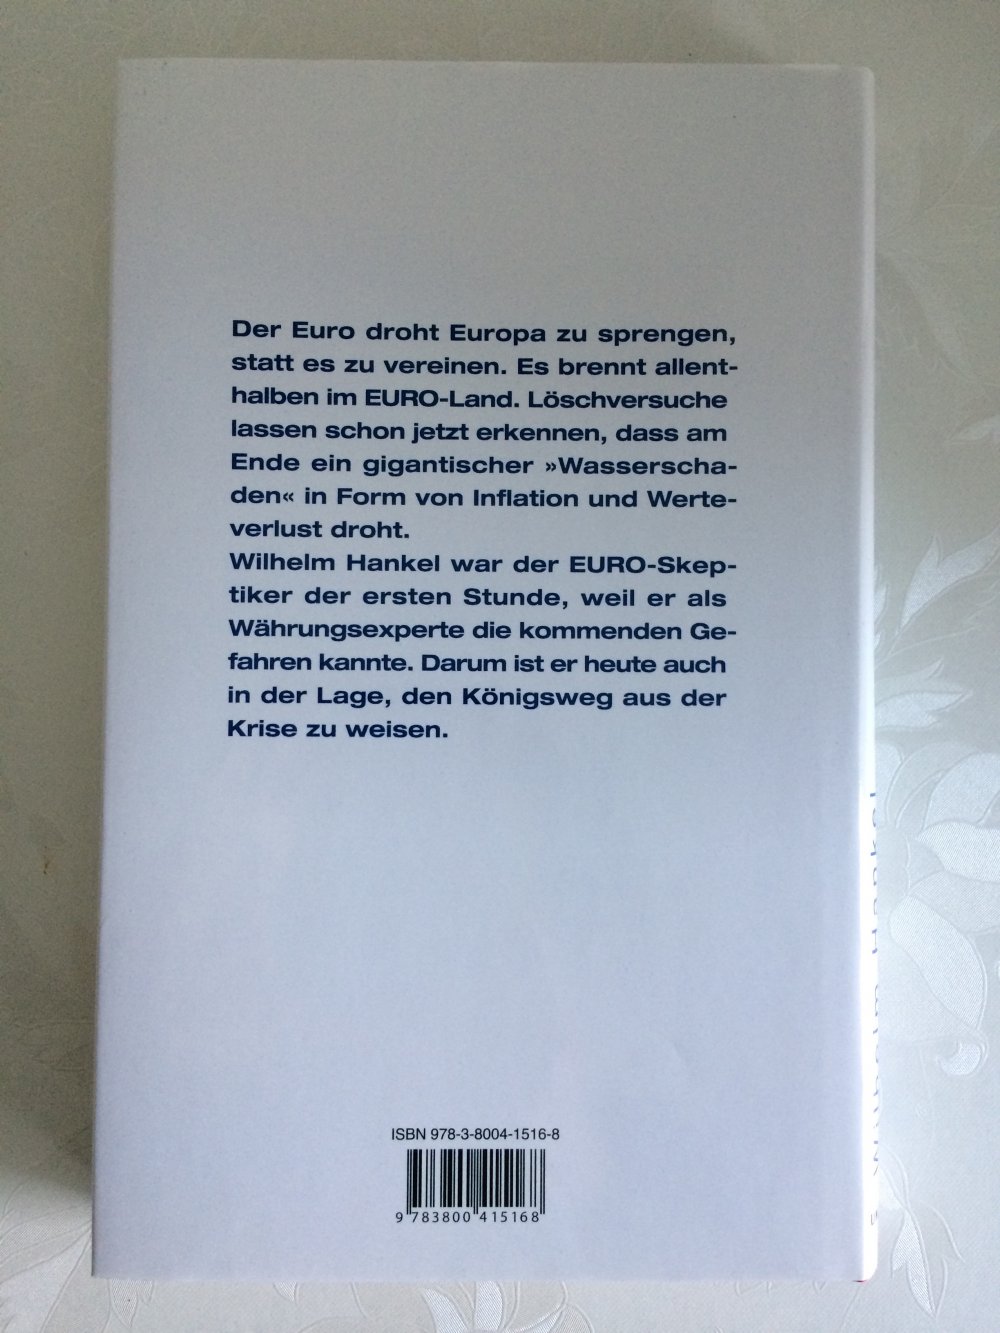 Der Euro droht Europa zu sprengen,
statt es zu vereinen. Es brennt allent-
halben im EURO-Land. Löschversuche
lassen schon jetzt erkennen, dass am
Ende ein gigantischer »Wasserscha-
den« in Form von Inflation und Werte-
verlust droht.
Wilhelm Hankel war der EURO-Skep-
tiker der ersten Stunde, weil er als
Währungsexperte die kommenden Ge-
fahren kannte. Darum ist er heute auch
in der Lage, den Königsweg aus der
Krise zu weisen.
ISBN 978-3-8004-1516-8
9 783800 415168
Wilhelm Hankel